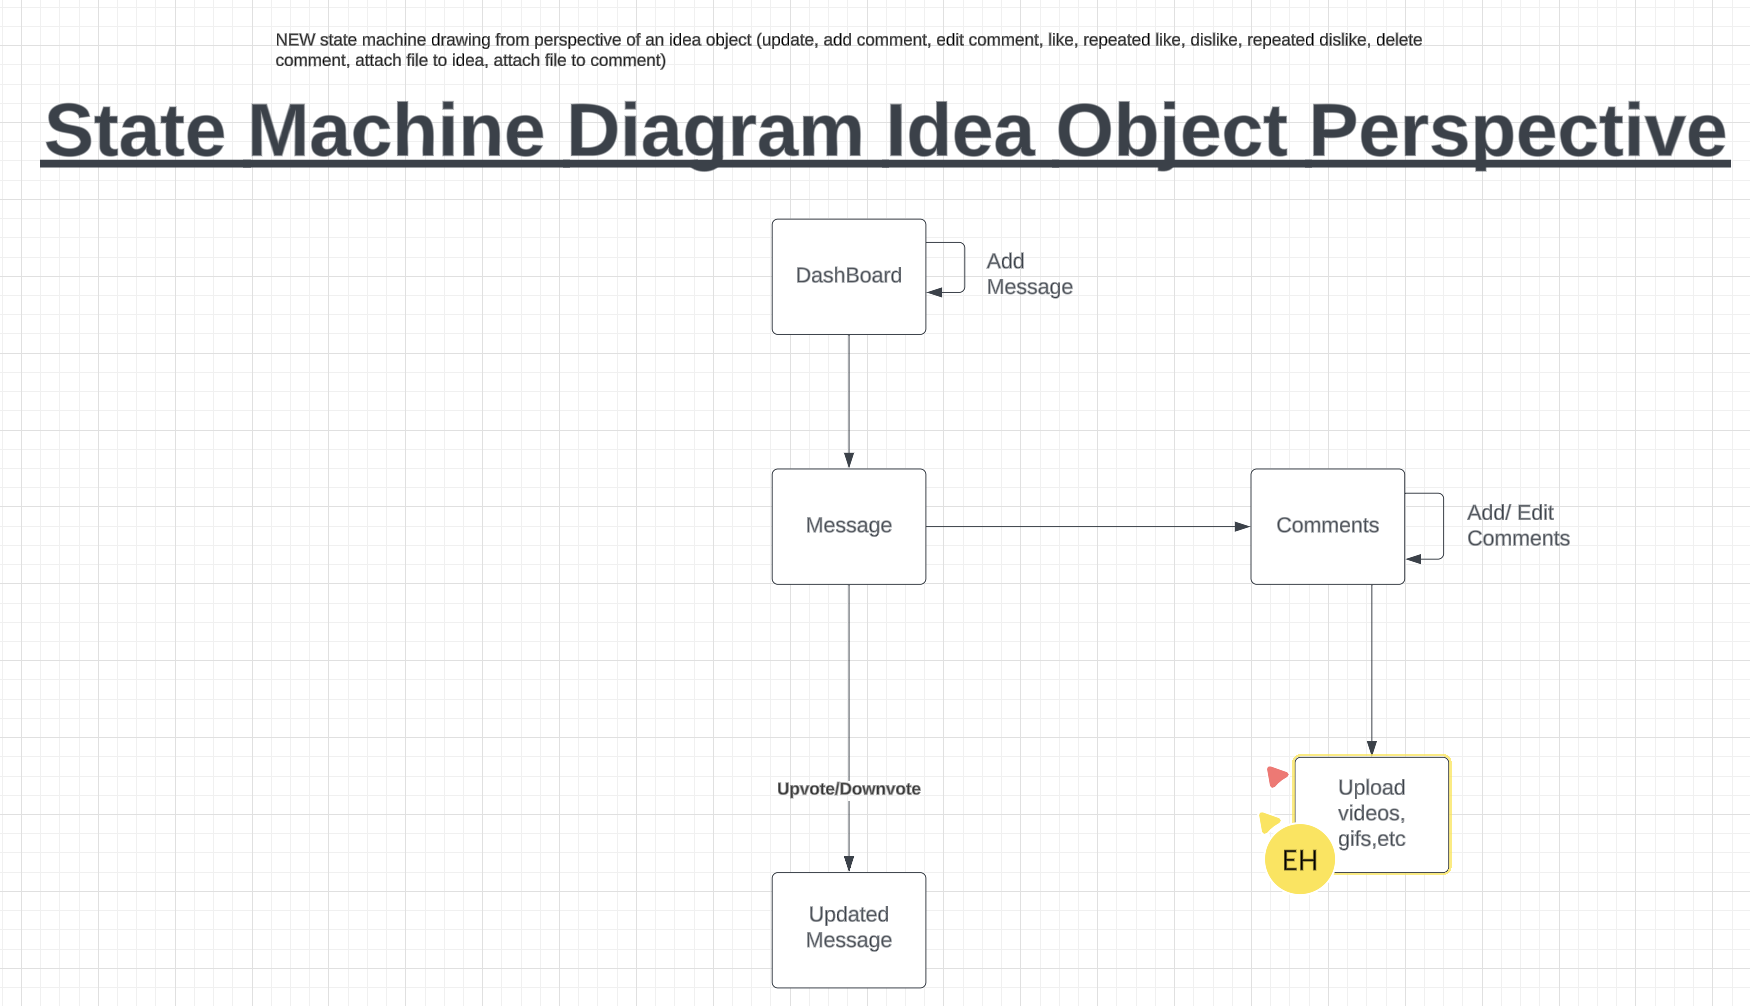 NEW state machine drawing from perspective of an idea object (update, add comment, edit comment, like, repeated like, dislike, repeated dislike, delete
comment, attach file to idea, attach file to comment)
State Machine Diagram Idea Object Perspective
DashBoard
Add
Message
Message
Comments
Add/ Edit
Comments
Upvote/Downvote
Upload
videos,
gifs,etc
EH
Updated
Message